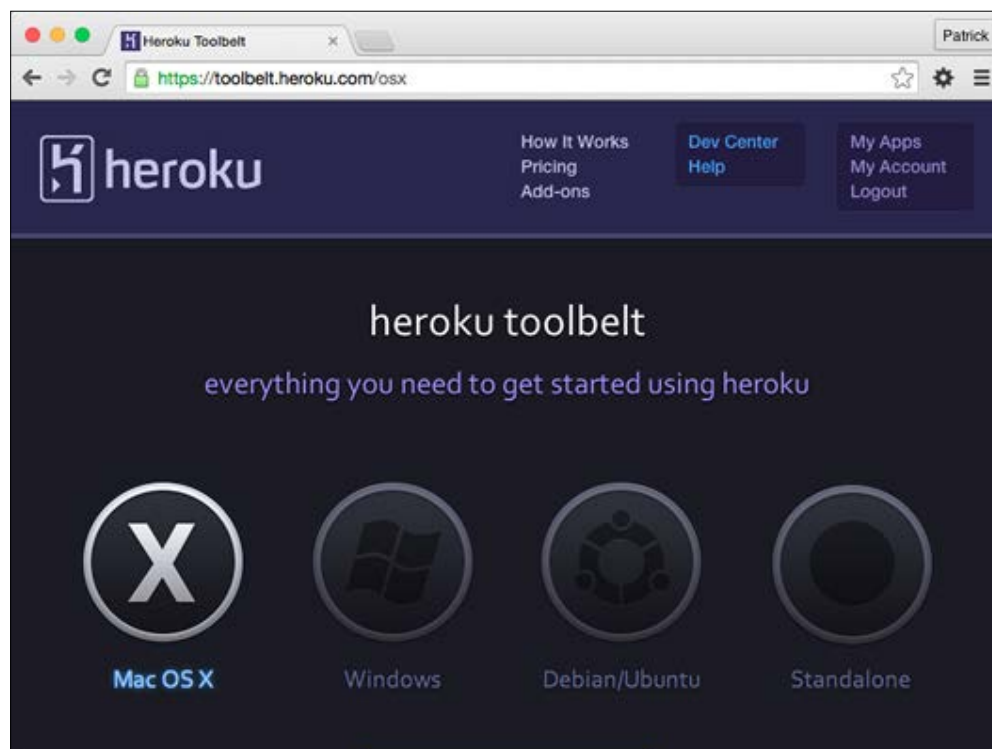 Heroku Toolbelt
Patrick
https://toolbelt.heroku.com/osx
heroku
How It Works
Pricing
Add-ons
Dev Center
Help
My Apps
My Account
Logout
heroku toolbelt
everything you need to get started using heroku
X
Mac OS X
Windows
Debian/Ubuntu
Standalone